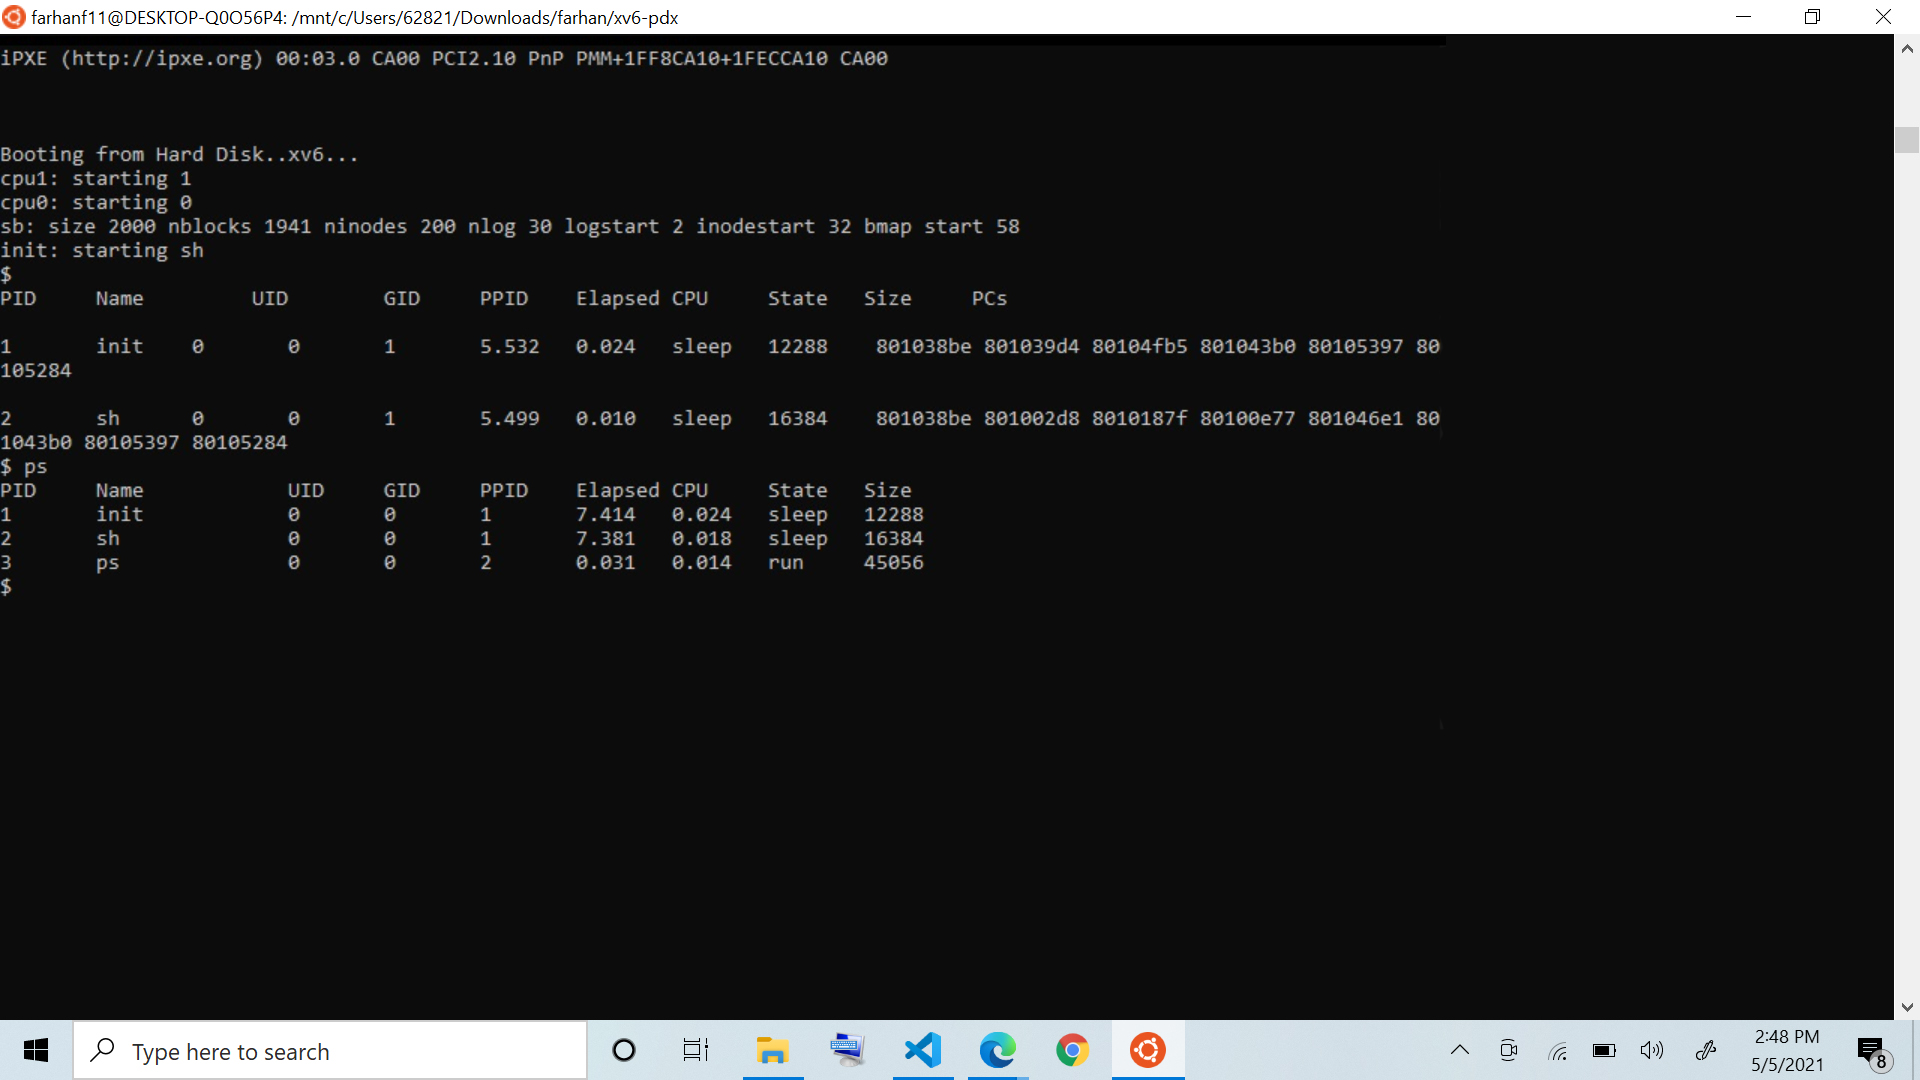 farhanf11@DESKTOP-Q0O56P4: /mnt/c/Users/62821/Downloads/farhan/xv6-pdx
iPXE (http://ipxe.org) 00:03.0 CA00 PCI2.10 PnP PMM+1FF8CA10+1FECCA10 CA00
Booting from Hard Disk..xv6...
cpu1: starting 1
cpu0: starting 0
sb: size 2000 nblocks 1941 ninodes 200 nlog 30 logstart 2 inodestart 32 bmap start 58
init: starting sh
$
PID Name UID GID PPID Elapsed CPU State Size PCs
1 init 0 0 1 5.532 0.024 sleep 12288 801038be 801039d4 80104fb5 801043b0 80105397 80
105284
2 sh 0 0 1 5.499 0.010 sleep 16384 801038be 801002d8 8010187f 80100e77 801046e1 80
1043b0 80105397 80105284
$ ps
PID Name UID GID PPID Elapsed CPU State Size
1 init 0 0 1 7.414 0.024 sleep 12288
2 sh 0 0 1 7.381 0.018 sleep 16384
3 ps 0 0 2 0.031 0.014 run 45056
$
Type here to search
2:48 PM
5/5/2021
8